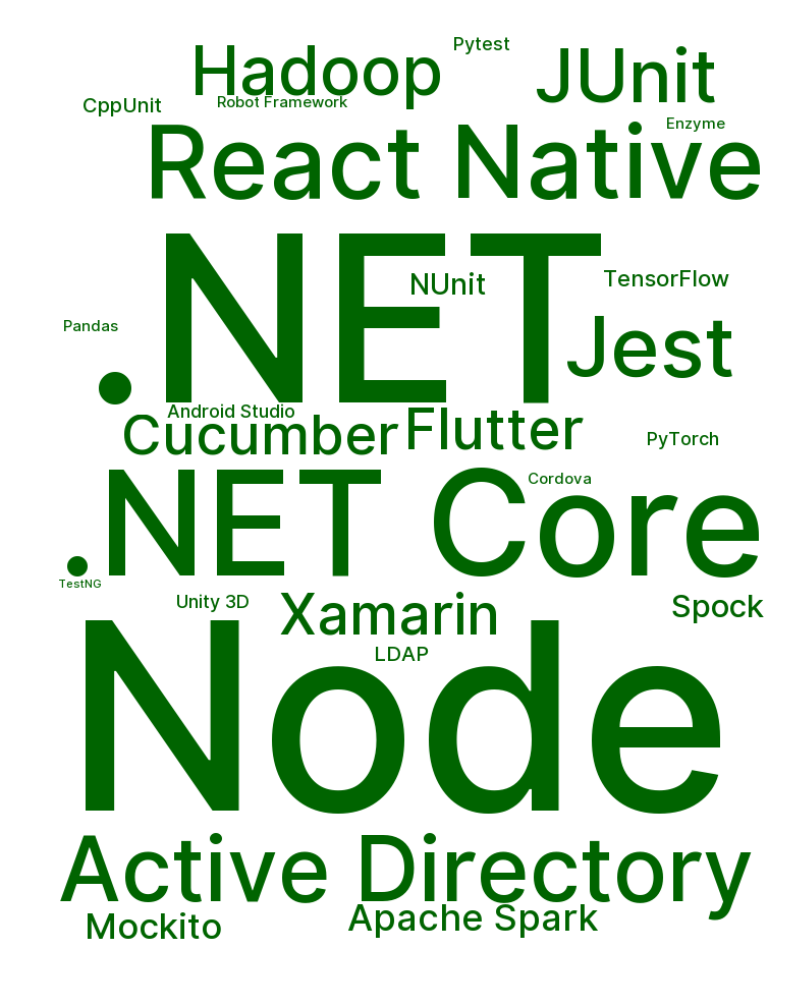 Pytest
Hadoop
JUnit
CppUnit
Robot Framework
Enzyme
React Native
.NET
NUnit
TensorFlow
Pandas
Jest
Android Studio
Cucumber
Flutter
PyTorch
Cordova
.NET Core
TestNG
Unity 3D
Xamarin
Spock
LDAP
Node
Active Directory
Mockito
Apache Spark